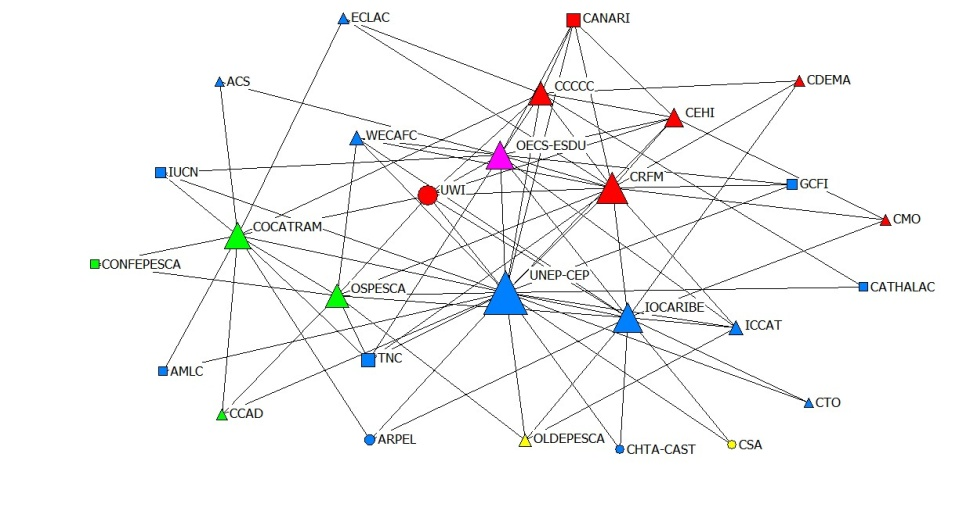 ECLAC
CANARI
ACS
CCCCC
CDEMA
CEHI
WECAFC
OECS-ESDU
IUCN
CRFM
GCFI
UWI
CMO
COCATRAM
CONFEPESCA
UNEP-CEP
OSPESCA
CATHALAC
IOCARIBE
ICCAT
TNC
AMLC
CTO
CCAD
ARPEL
OLDEPESCA
CHTA-CAST
CSA